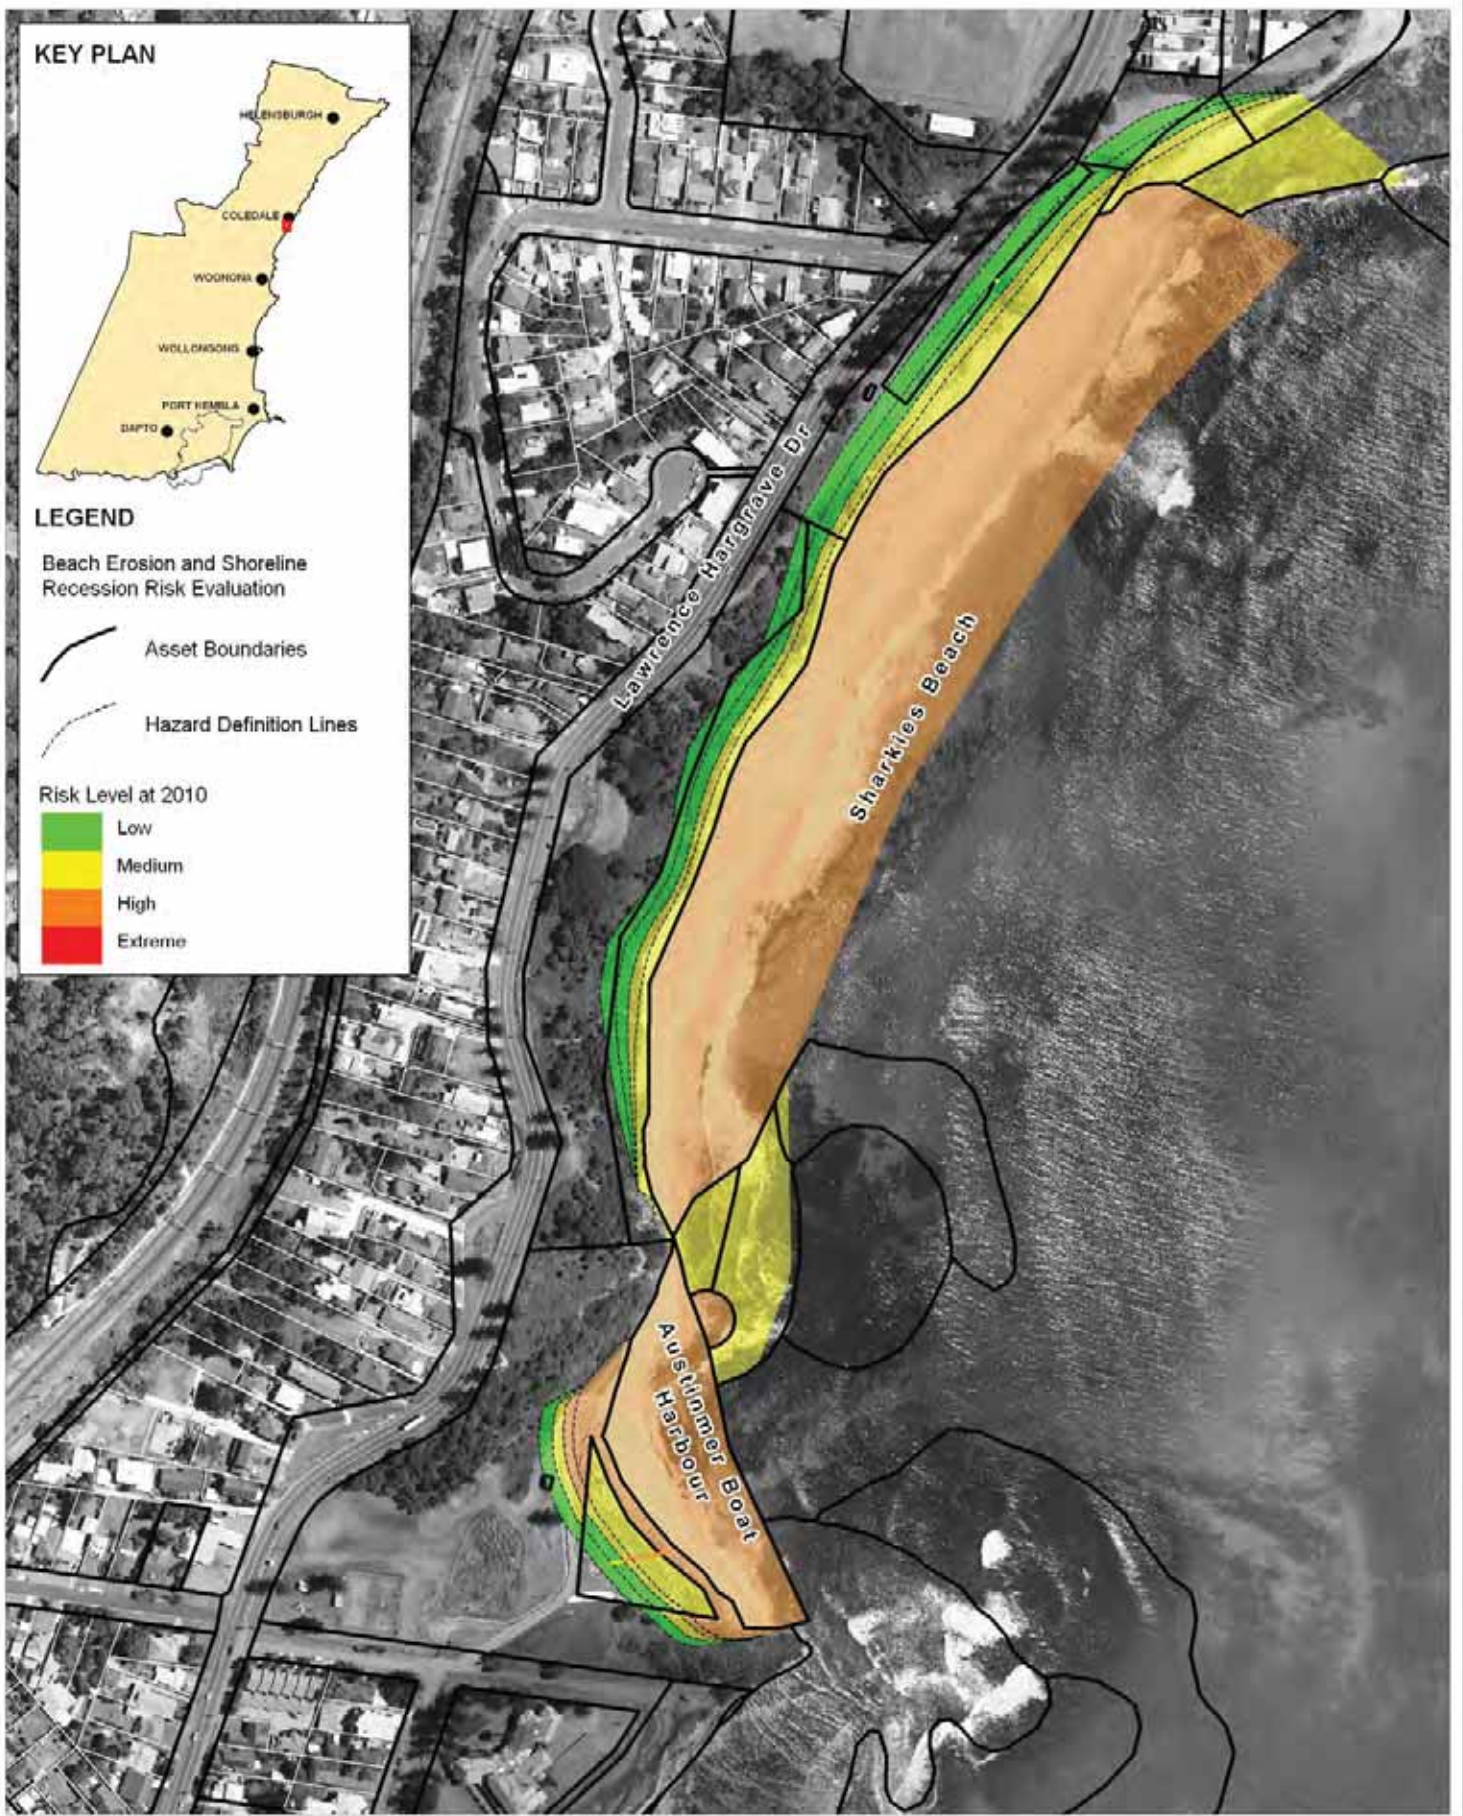 KEY PLAN
HELENSBURGH
COLEDALE
WOONONA
WOLLONGONG
PORT KEMBLA
DAPTO
LEGEND
Beach Erosion and Shoreline
Recession Risk Evaluation
Asset Boundaries
Hazard Definition Lines
Risk Level at 2010
Low
Medium
High
Extreme
Lawrence Hargrave Dr
Sharkies Beach
Austinmer Boat
Harbour